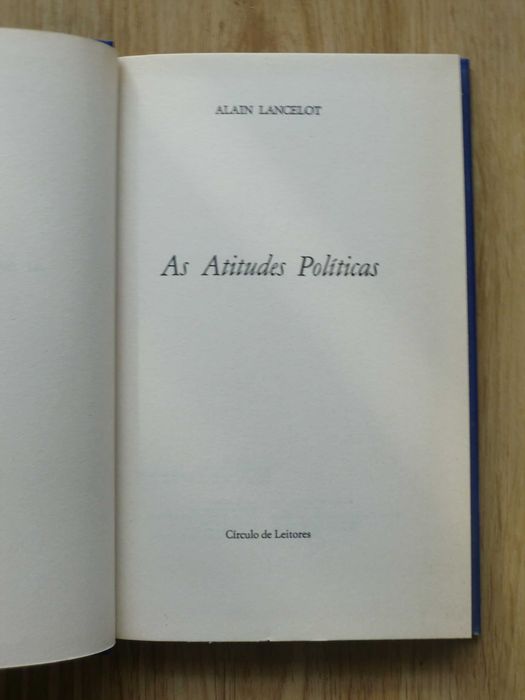 ALAIN LANCELOT
As Atitudes Políticas
Círculo de Leitores